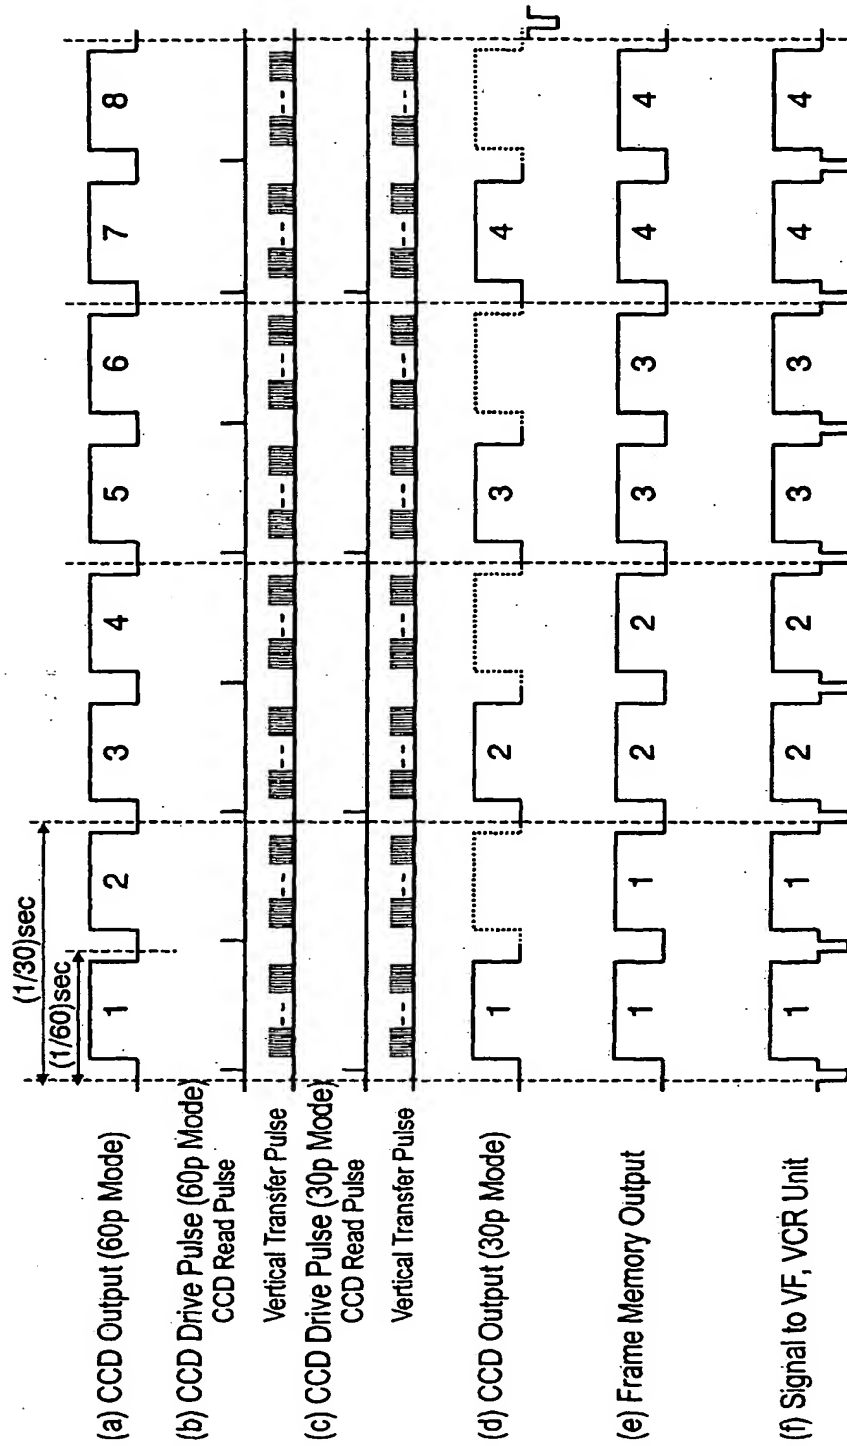 (1/30)sec
(1/60)sec
(a) CCD Output (60p Mode)
1 2 3 4 5 6 7 8
(b) CCD Drive Pulse (60p Mode)
CCD Read Pulse
Vertical Transfer Pulse
(c) CCD Drive Pulse (30p Mode)
CCD Read Pulse
Vertical Transfer Pulse
(d) CCD Output (30p Mode)
1 2 3 4
(e) Frame Memory Output
1 1 2 2 3 3 4 4
(f) Signal to VF, VCR Unit
1 1 2 2 3 3 4 4